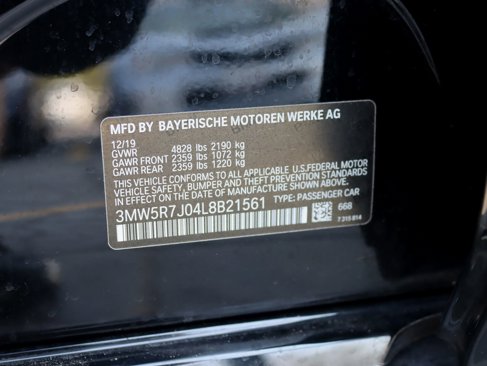 MFD BY BAYERISCHE MOTOREN WERKE AG
12/19
GVWR 4828 lbs 2190 kg
GAWR FRONT 2359 lbs 1072 kg
GAWR REAR 2359 lbs 1220 kg
THIS VEHICLE CONFORMS TO ALL APPLICABLE U.S.FEDERAL MOTOR
VEHICLE SAFETY, BUMPER AND THEFT PREVENTION STANDARDS
IN EFFECT ON THE DATE OF MANUFACTURE SHOWN ABOVE.
3MW5R7J04L8B21561 TYPE: PASSENGER CAR
668
7 315 814